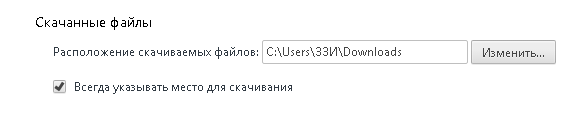 Скачанные файлы
Расположение скачиваемых файлов: C:\Users\ЗЗИ\Downloads Изменить...
Всегда указывать место для скачивания